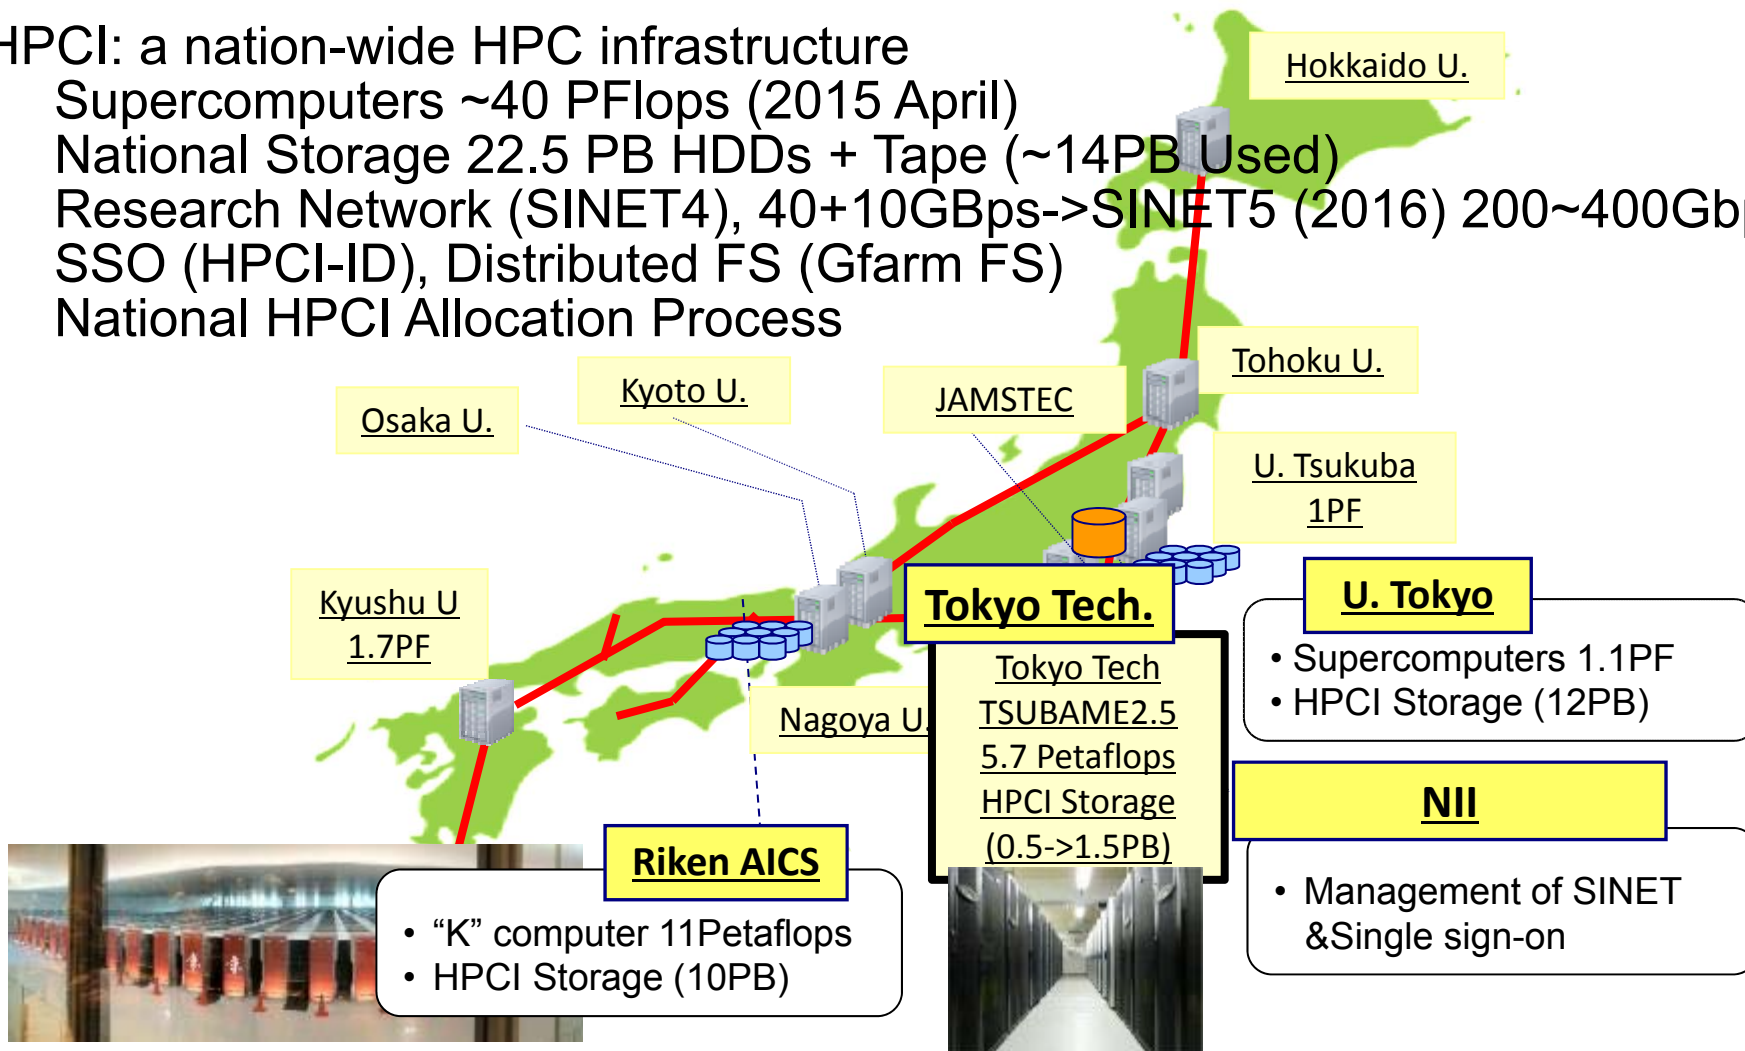 HPCI: a nation-wide HPC infrastructure
Supercomputers ~40 PFlops (2015 April)
National Storage 22.5 PB HDDs + Tape (~14PB Used)
Research Network (SINET4), 40+10GBps->SINET5 (2016) 200~400Gbp
SSO (HPCI-ID), Distributed FS (Gfarm FS)
National HPCI Allocation Process
Hokkaido U.
Tohoku U.
Kyoto U.
JAMSTEC
Osaka U.
U. Tsukuba
1PF
Kyushu U
1.7PF
Tokyo Tech.
Tokyo Tech
TSUBAME2.5
5.7 Petaflops
HPCI Storage
(0.5->1.5PB)
U. Tokyo
• Supercomputers 1.1PF
• HPCI Storage (12PB)
Nagoya U.
NII
• Management of SINET
&Single sign-on
Riken AICS
• “K” computer 11Petaflops
• HPCI Storage (10PB)